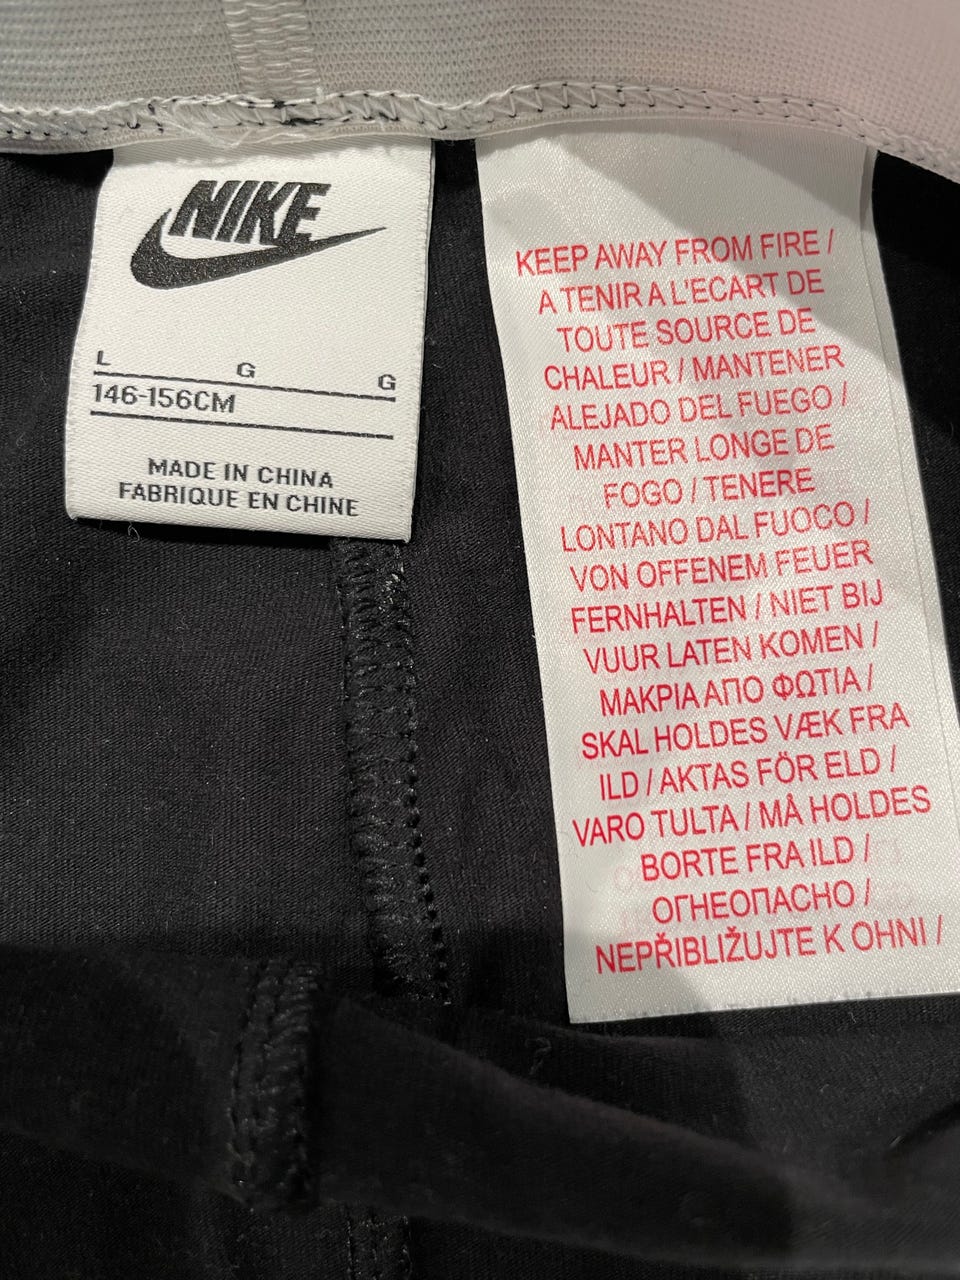 NIKE
L G G
146-156CM
MADE IN CHINA
FABRIQUE EN CHINE
KEEP AWAY FROM FIRE /
A TENIR A L'ECART DE
TOUTE SOURCE DE
CHALEUR / MANTENER
ALEJADO DEL FUEGO /
MANTER LONGE DE
FOGO / TENERE
LONTANO DAL FUOCO /
VON OFFENEM FEUER
FERNHALTEN / NIET BIJ
VUUR LATEN KOMEN /
ΜΑΚΡΙΑ ΑΠΟ ΦΩΤΙΑ /
SKAL HOLDES VÆK FRA
ILD / AKTAS FÖR ELD /
VARO TULTA / MÅ HOLDES
BORTE FRA ILD /
ОГНЕОПАСНО /
NEPŘIBLIŽUJTE K OHNI /